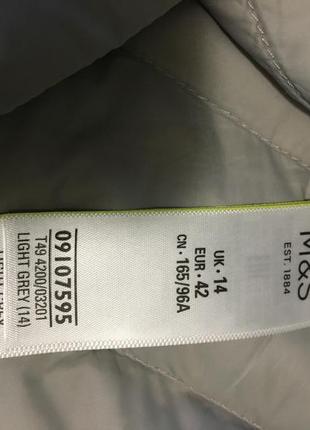 M&S
EST. 1884
UK · 14
EUR · 42
CN · 165/96A
09107595
T49 4200/03201
LIGHT GREY (14)